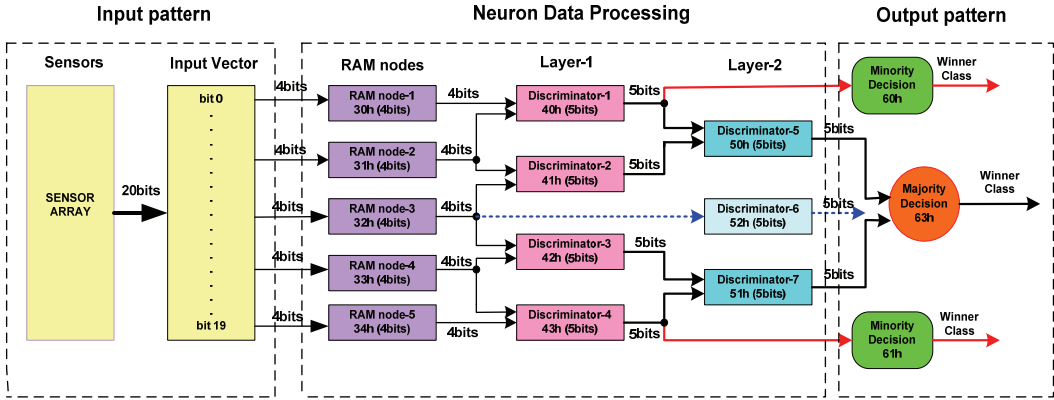 Input pattern
Neuron Data Processing
Output pattern
Sensors
Input Vector
RAM nodes
Layer-1
Layer-2
SENSOR
ARRAY
20bits
bit 0
bit 19
4bits
4bits
4bits
4bits
4bits
RAM node-1
30h (4bits)
RAM node-2
31h (4bits)
RAM node-3
32h (4bits)
RAM node-4
33h (4bits)
RAM node-5
34h (4bits)
4bits
4bits
4bits
4bits
4bits
Discriminator-1
40h (5bits)
Discriminator-2
41h (5bits)
Discriminator-3
42h (5bits)
Discriminator-4
43h (5bits)
5bits
5bits
5bits
5bits
Discriminator-5
50h (5bits)
Discriminator-6
52h (5bits)
Discriminator-7
51h (5bits)
5bits
5bits
5bits
Minority
Decision
60h
Winner
Class
Majority
Decision
63h
Winner
Class
Minority
Decision
61h
Winner
Class